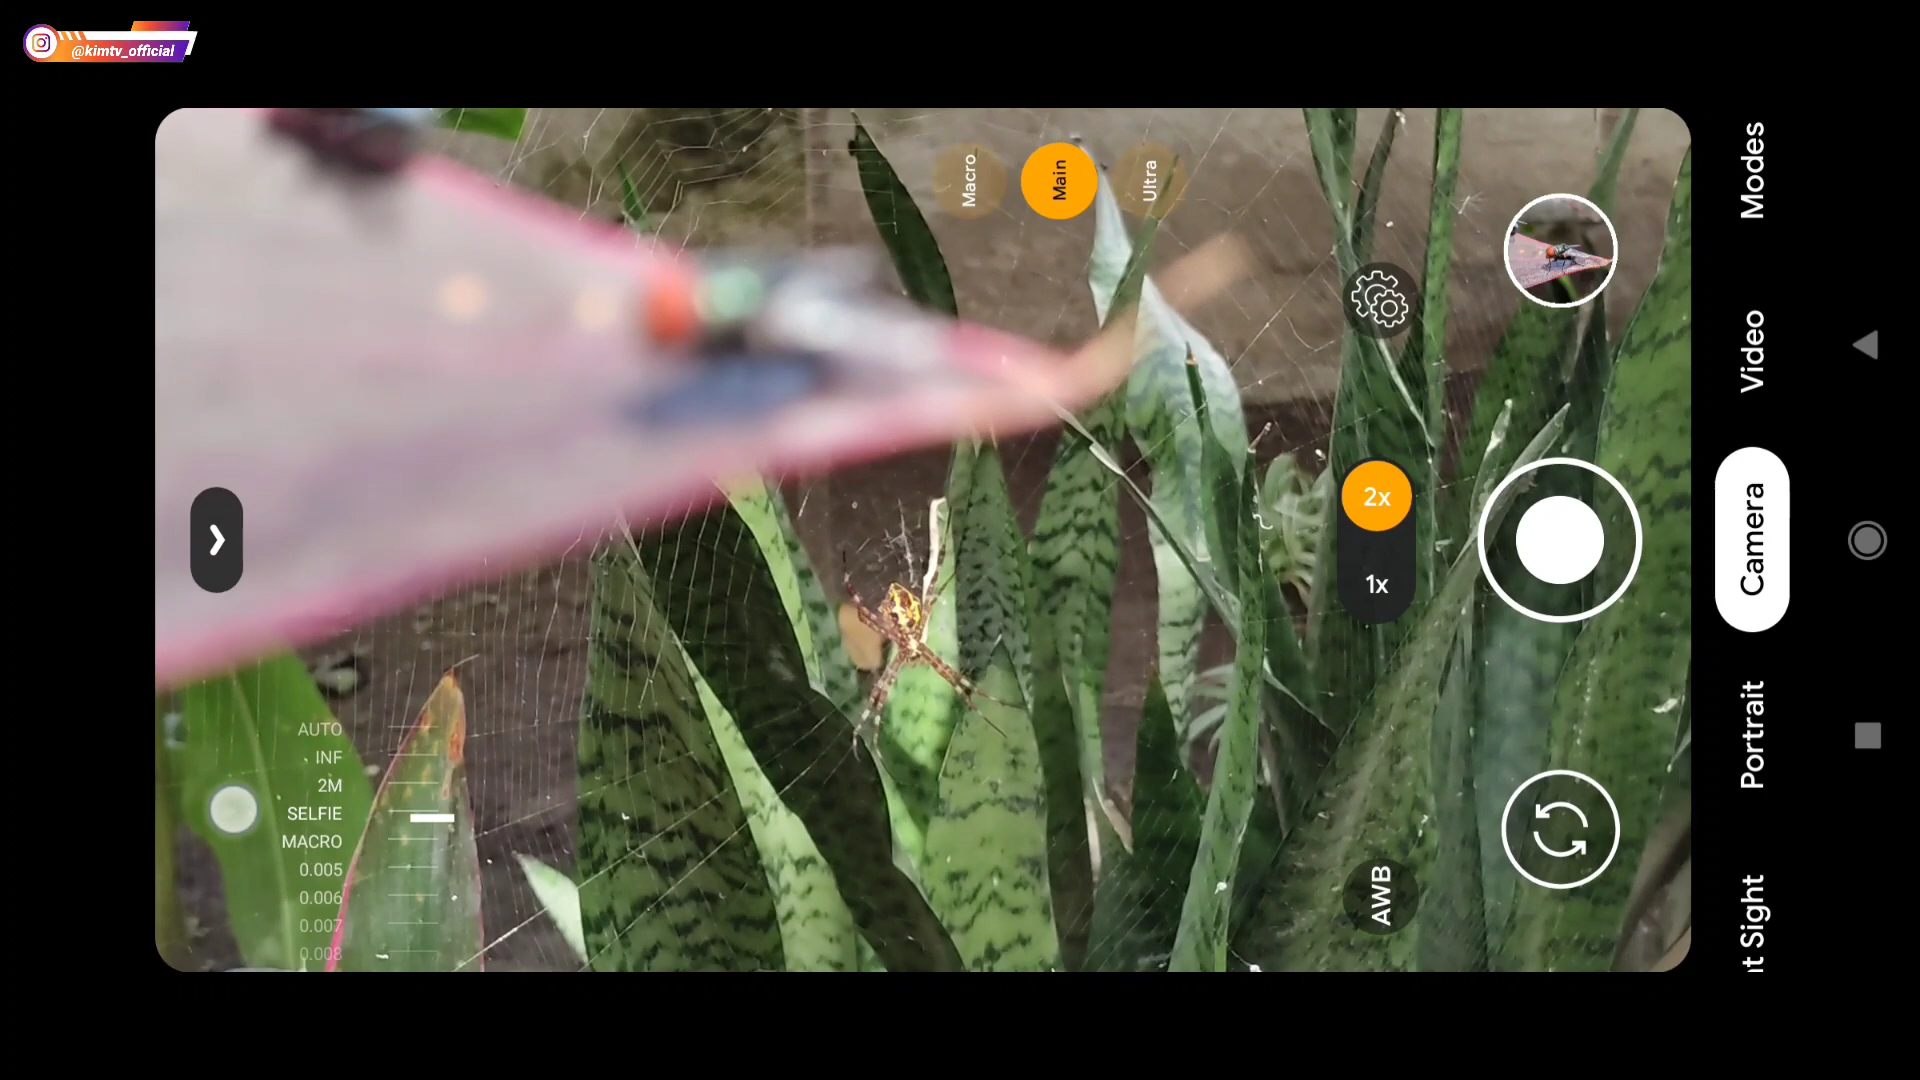 @kimtv_official
Macro
Main
Ultra
2x
1x
AWB
AUTO
INF
2M
SELFIE
MACRO
0.005
0.006
0.007
0.008
Modes
Video
Camera
Portrait
Sight